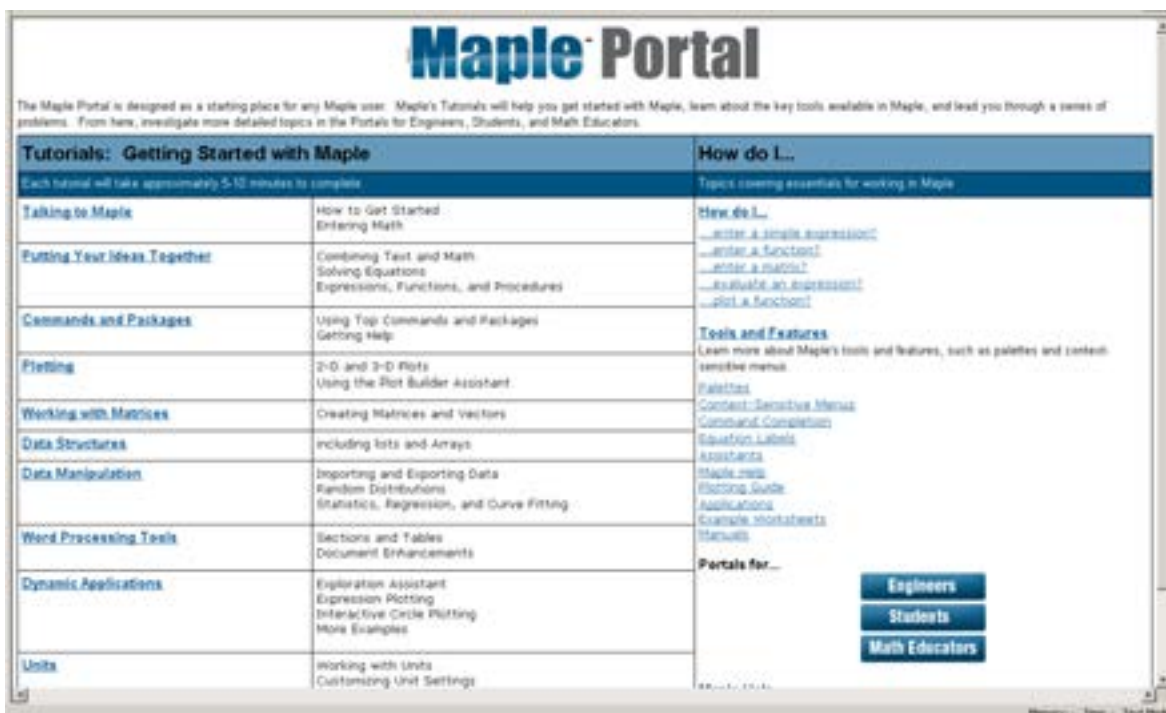 Maple Portal
The Maple Portal is designed as a starting place for any Maple user. Maple's Tutorials will help you get started with Maple, learn about the key tools available in Maple, and lead you through a series of
problems. From here, investigate more detailed topics in the Portals for Engineers, Students, and Math Educators.
Tutorials: Getting Started with Maple
Each tutorial will take approximately 5-10 minutes to complete
Talking to Maple
How to Get Started
Entering Math
Putting Your Ideas Together
Combining Text and Math
Solving Equations
Expressions, Functions, and Procedures
Commands and Packages
Using Top Commands and Packages
Getting Help
Plotting
2-D and 3-D Plots
Using the Plot Builder Assistant
Working with Matrices
Creating Matrices and Vectors
Data Structures
including lists and Arrays
Data Manipulation
Importing and Exporting Data
Random Distributions
Statistics, Regression, and Curve Fitting
Word Processing Tools
Sections and Tables
Document Enhancements
Dynamic Applications
Exploration Assistant
Expression Plotting
Interactive Circle Plotting
More Examples
Units
Working with Units
Customizing Unit Settings
How do I...
Topics covering essentials for working in Maple
How do I...
...enter a simple expression?
...enter a function?
...enter a matrix?
...evaluate an expression?
...plot a function?
Tools and Features
Learn more about Maple's tools and features, such as palettes and context-
sensitive menus
Palettes
Context-Sensitive Menus
Command Completion
Equation Labels
Assistants
Maple Help
Plotting Guide
Applications
Example Worksheets
Manuals
Portals for...
Engineers
Students
Math Educators